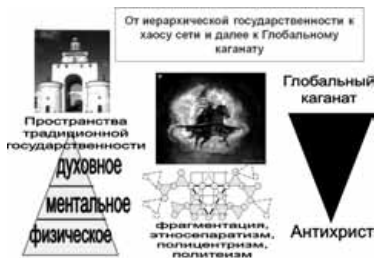 От иерархической государственности к
хаосу сети и далее к Глобальному
каганату
Пространства
традиционной
государственности
духовное
ментальное
физическое
фрагментация,
этносепаратизм,
полицентризм,
политеизм
Глобальный
каганат
Антихрист